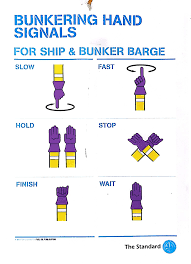 BUNKERING HAND
SIGNALS
FOR SHIP & BUNKER BARGE
SLOW
FAST
HOLD
STOP
FINISH
WAIT
The Standard